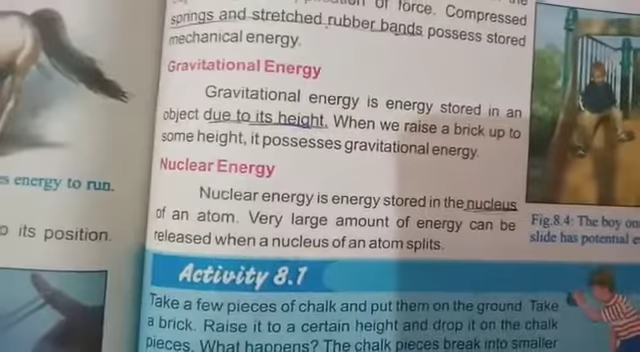 of force. Compressed
springs and stretched rubber bands possess stored
mechanical energy.
Gravitational Energy
Gravitational energy is energy stored in an
object due to its height. When we raise a brick up to
some height, it possesses gravitational energy.
Nuclear Energy
Nuclear energy is energy stored in the nucleus
of an atom. Very large amount of energy can be
released when a nucleus of an atom splits.
Activity 8.1
Take a few pieces of chalk and put them on the ground. Take
a brick. Raise it to a certain height and drop it on the chalk
pieces. What happens? The chalk pieces break into smaller
energy to run.
its position.
Fig.8.4: The boy on
slide has potential